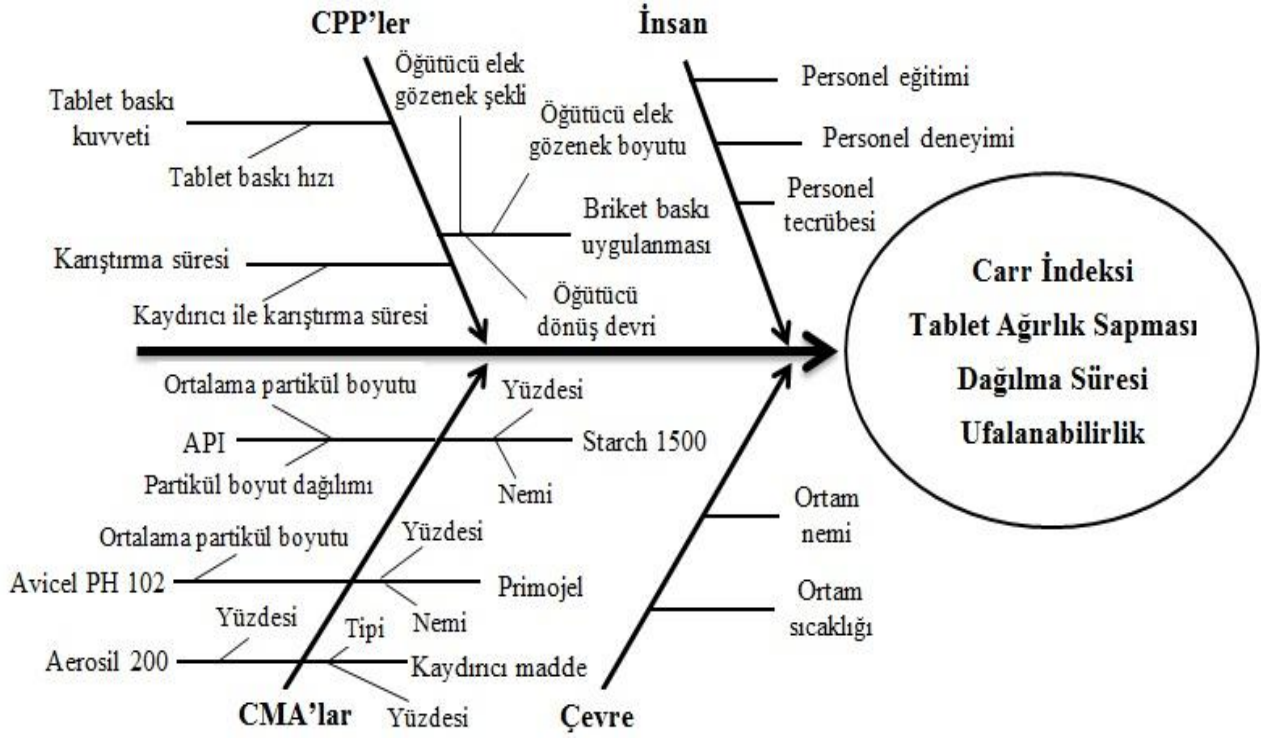 CPP’ler
İnsan
Öğütücü elek
gözenek şekli
Personel eğitimi
Tablet baskı
kuvveti
Öğütücü elek
gözenek boyutu
Personel deneyimi
Tablet baskı hızı
Personel
tecrübesi
Briket baskı
uygulanması
Karıştırma süresi
Kaydırıcı ile karıştırma süresi
Öğütücü
dönüş devri
Carr İndeksi
Tablet Ağırlık Sapması
Dağılma Süresi
Ufalanabilirlik
Ortalama partikül boyutu
Yüzdesi
API
Starch 1500
Partikül boyut dağılımı
Nemi
Ortam
nemi
Ortalama partikül boyutu
Yüzdesi
Avicel PH 102
Primojel
Yüzdesi
Tipi
Nemi
Ortam
sıcaklığı
Aerosil 200
Kaydırıcı madde
CMA’lar
Yüzdesi
Çevre